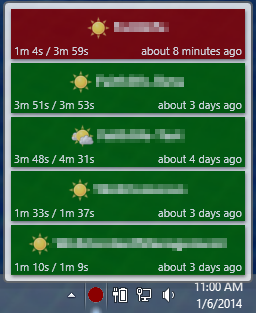 1m 4s / 3m 59s about 8 minutes ago
3m 51s / 3m 53s about 3 days ago
3m 48s / 4m 31s about 4 days ago
1m 33s / 1m 37s about 3 days ago
1m 10s / 1m 9s about 3 days ago
11:00 AM
1/6/2014